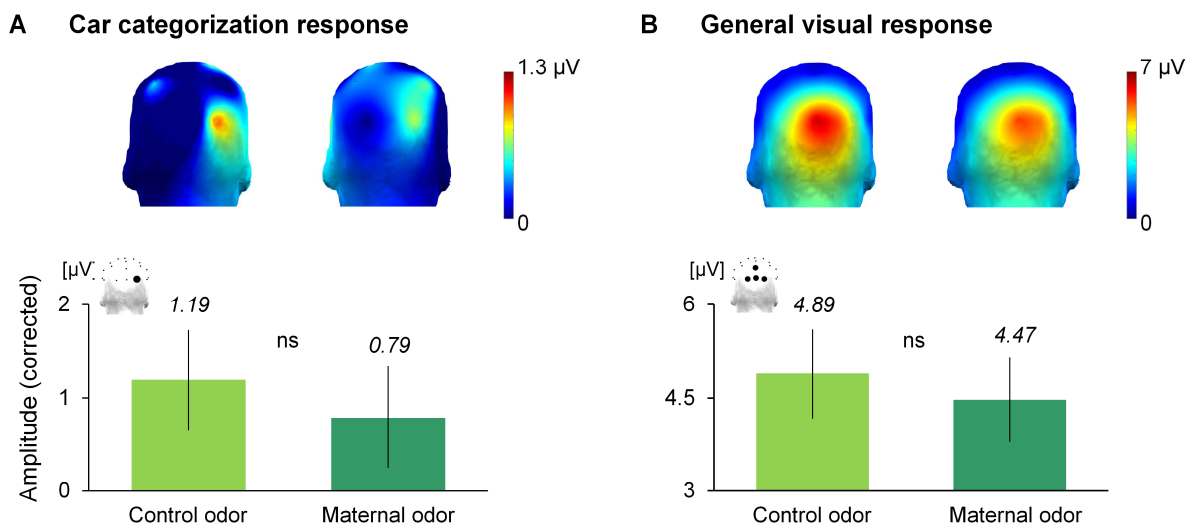 A Car categorization response
1.3 µV
0
[µV]
Amplitude (corrected)
2
1
0
1.19
ns
0.79
Control odor
Maternal odor
B General visual response
7 µV
0
[µV]
6
4.5
3
4.89
ns
4.47
Control odor
Maternal odor